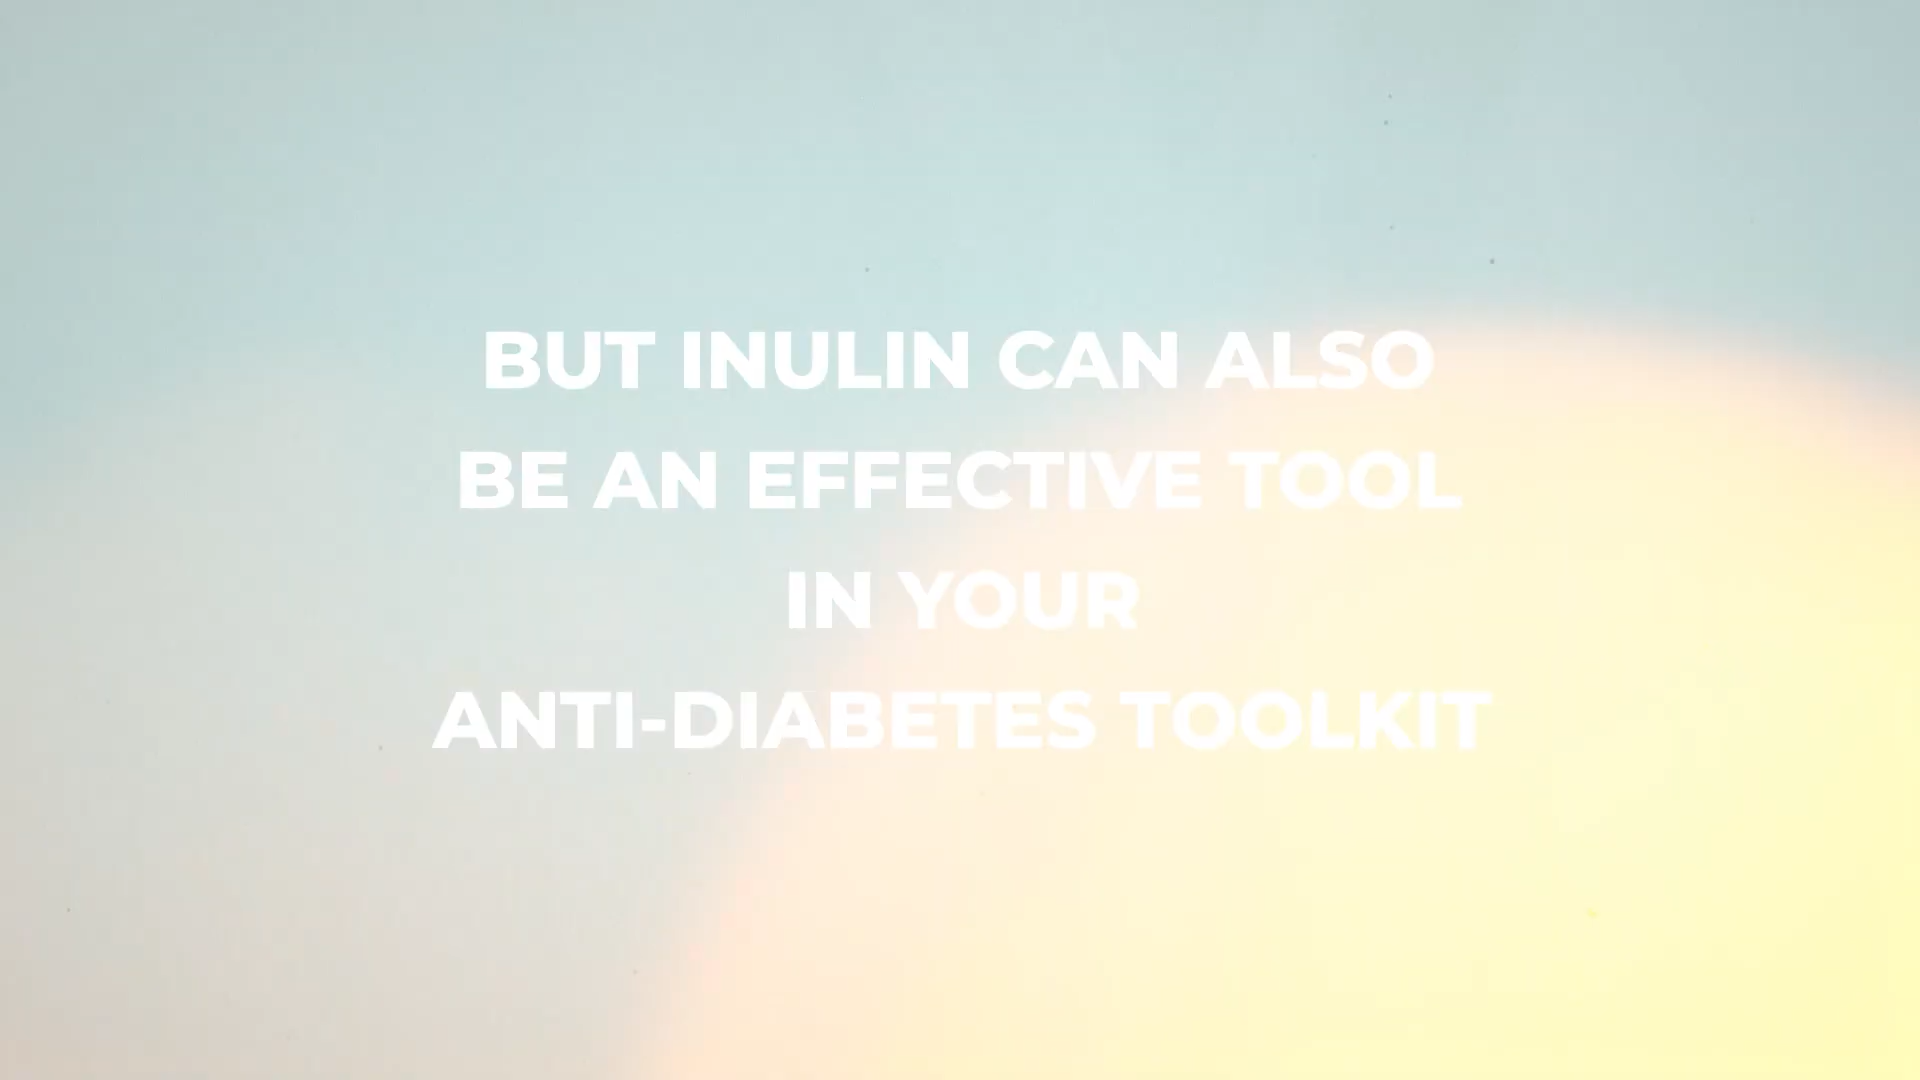 BUT INULIN CAN ALSO
BE AN EFFECTIVE TOOL
IN YOUR
ANTI-DIABETES TOOLKIT